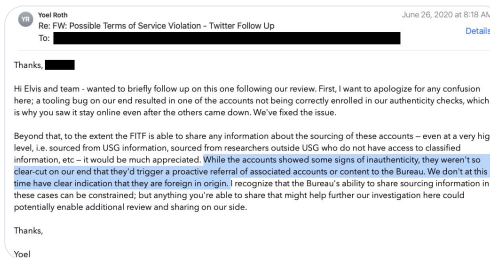 YR
Yoel Roth
June 26, 2020 at 8:18 AM
Re: FW: Possible Terms of Service Violation - Twitter Follow Up
To:
Details
Thanks,
Hi Elvis and team - wanted to briefly follow up on this one following our review. First, I want to apologize for any confusion
here; a tooling bug on our end resulted in one of the accounts not being correctly enrolled in our authenticity checks, which
is why you saw it stay online even after the others came down. We've fixed the issue.
Beyond that, to the extent the FITF is able to share any information about the sourcing of these accounts – even at a very hig
level, i.e. sourced from USG information, sourced from researchers outside USG who do not have access to classified
information, etc – it would be much appreciated. While the accounts showed some signs of inauthenticity, they weren't so
clear-cut on our end that they'd trigger a proactive referral of associated accounts or content to the Bureau. We don't at this
time have clear indication that they are foreign in origin. I recognize that the Bureau's ability to share sourcing information in
these cases can be constrained; but anything you're able to share that might help further our investigation here could
potentially enable additional review and sharing on our side.
Thanks,
Yoel